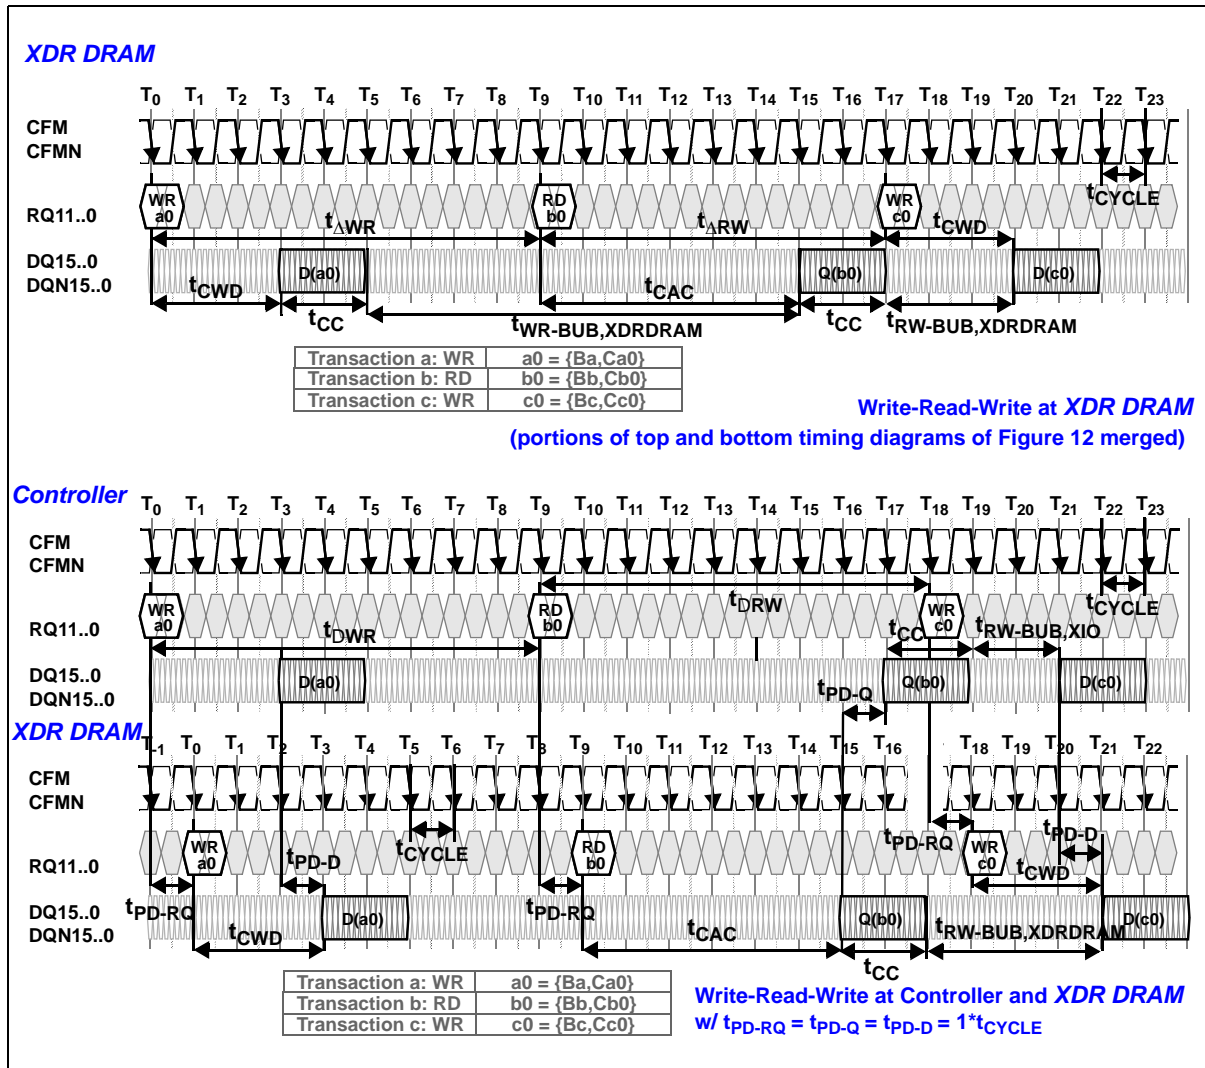 XDR DRAM
T0 T1 T2 T3 T4 T5 T6 T7 T8 T9 T10 T11 T12 T13 T14 T15 T16 T17 T18 T19 T20 T21 T22 T23
CFM
CFMN
tCYCLE
RQ11..0
WR a0
RD b0
WR c0
tΔWR
tΔRW
tCWD
DQ15..0
DQN15..0
D(a0)
Q(b0)
D(c0)
tCWD
tCAC
tCC
tWR-BUB,XDRDRAM
tCC
tRW-BUB,XDRDRAM
Transaction a: WR a0 = {Ba,Ca0}
Transaction b: RD b0 = {Bb,Cb0}
Transaction c: WR c0 = {Bc,Cc0}
Write-Read-Write at XDR DRAM
(portions of top and bottom timing diagrams of Figure 12 merged)
Controller
T0 T1 T2 T3 T4 T5 T6 T7 T8 T9 T10 T11 T12 T13 T14 T15 T16 T17 T18 T19 T20 T21 T22 T23
CFM
CFMN
tDRW
tCYCLE
RQ11..0
WR a0
RD b0
WR c0
tDWR
tCC
tRW-BUB,XIO
DQ15..0
DQN15..0
D(a0)
Q(b0)
D(c0)
tPD-Q
XDR DRAM
T-1 T0 T1 T2 T3 T4 T5 T6 T7 T8 T9 T10 T11 T12 T13 T14 T15 T16 T18 T19 T20 T21 T22
CFM
CFMN
tPD-RQ
tPD-D
RQ11..0
WR a0
tPD-D
tCYCLE
RD b0
WR c0
tCWD
DQ15..0
DQN15..0
tPD-RQ
D(a0)
tPD-RQ
Q(b0)
D(c0)
tCWD
tCAC
tRW-BUB,XDRDRAM
tCC
Transaction a: WR a0 = {Ba,Ca0}
Transaction b: RD b0 = {Bb,Cb0}
Transaction c: WR c0 = {Bc,Cc0}
Write-Read-Write at Controller and XDR DRAM
w/ tPD-RQ = tPD-Q = tPD-D = 1*tCYCLE